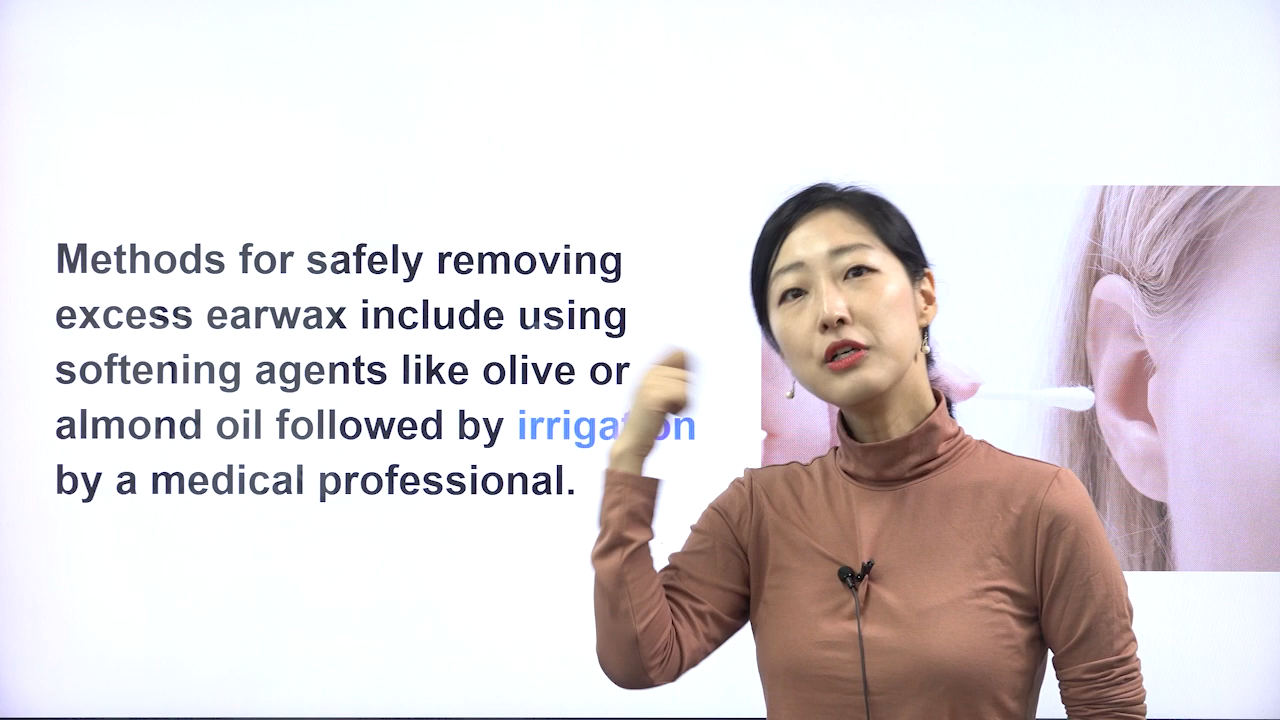 Methods for safely removing
excess earwax include using
softening agents like olive or
almond oil followed by irrigation
by a medical professional.